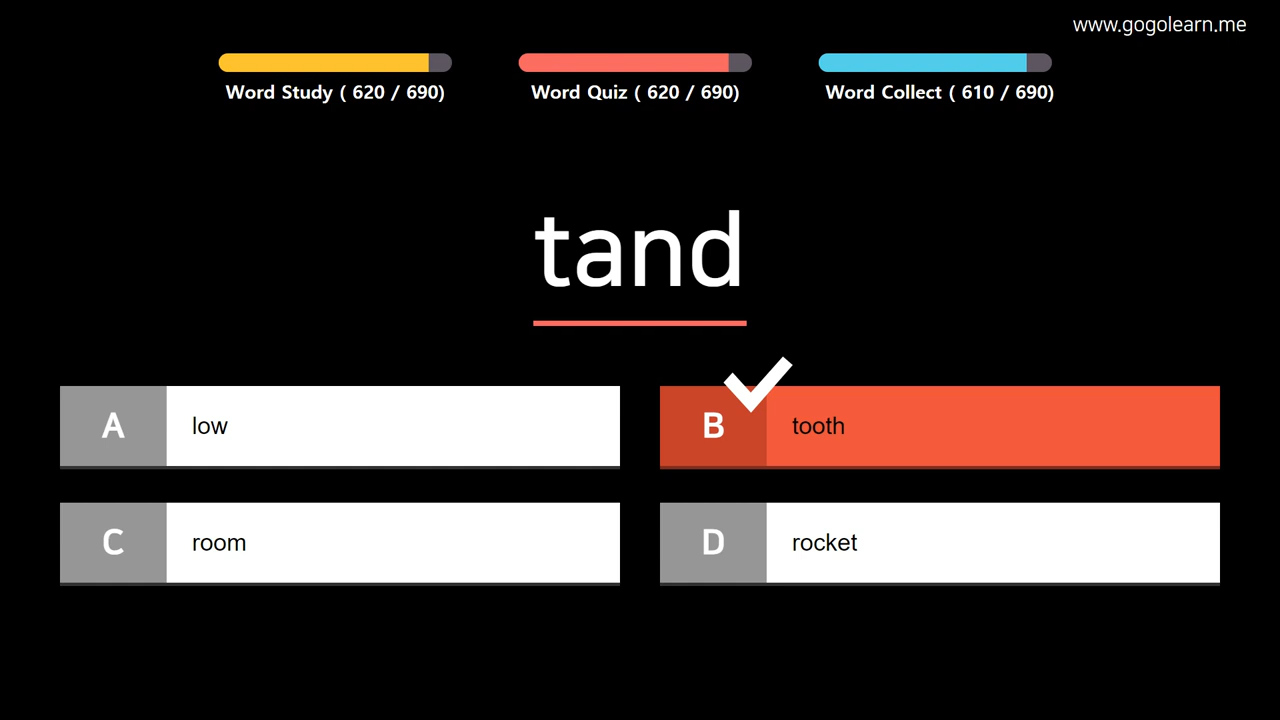 www.gogolearn.me
Word Study ( 620 / 690)
Word Quiz ( 620 / 690)
Word Collect ( 610 / 690)
tand
A low
B tooth
C room
D rocket